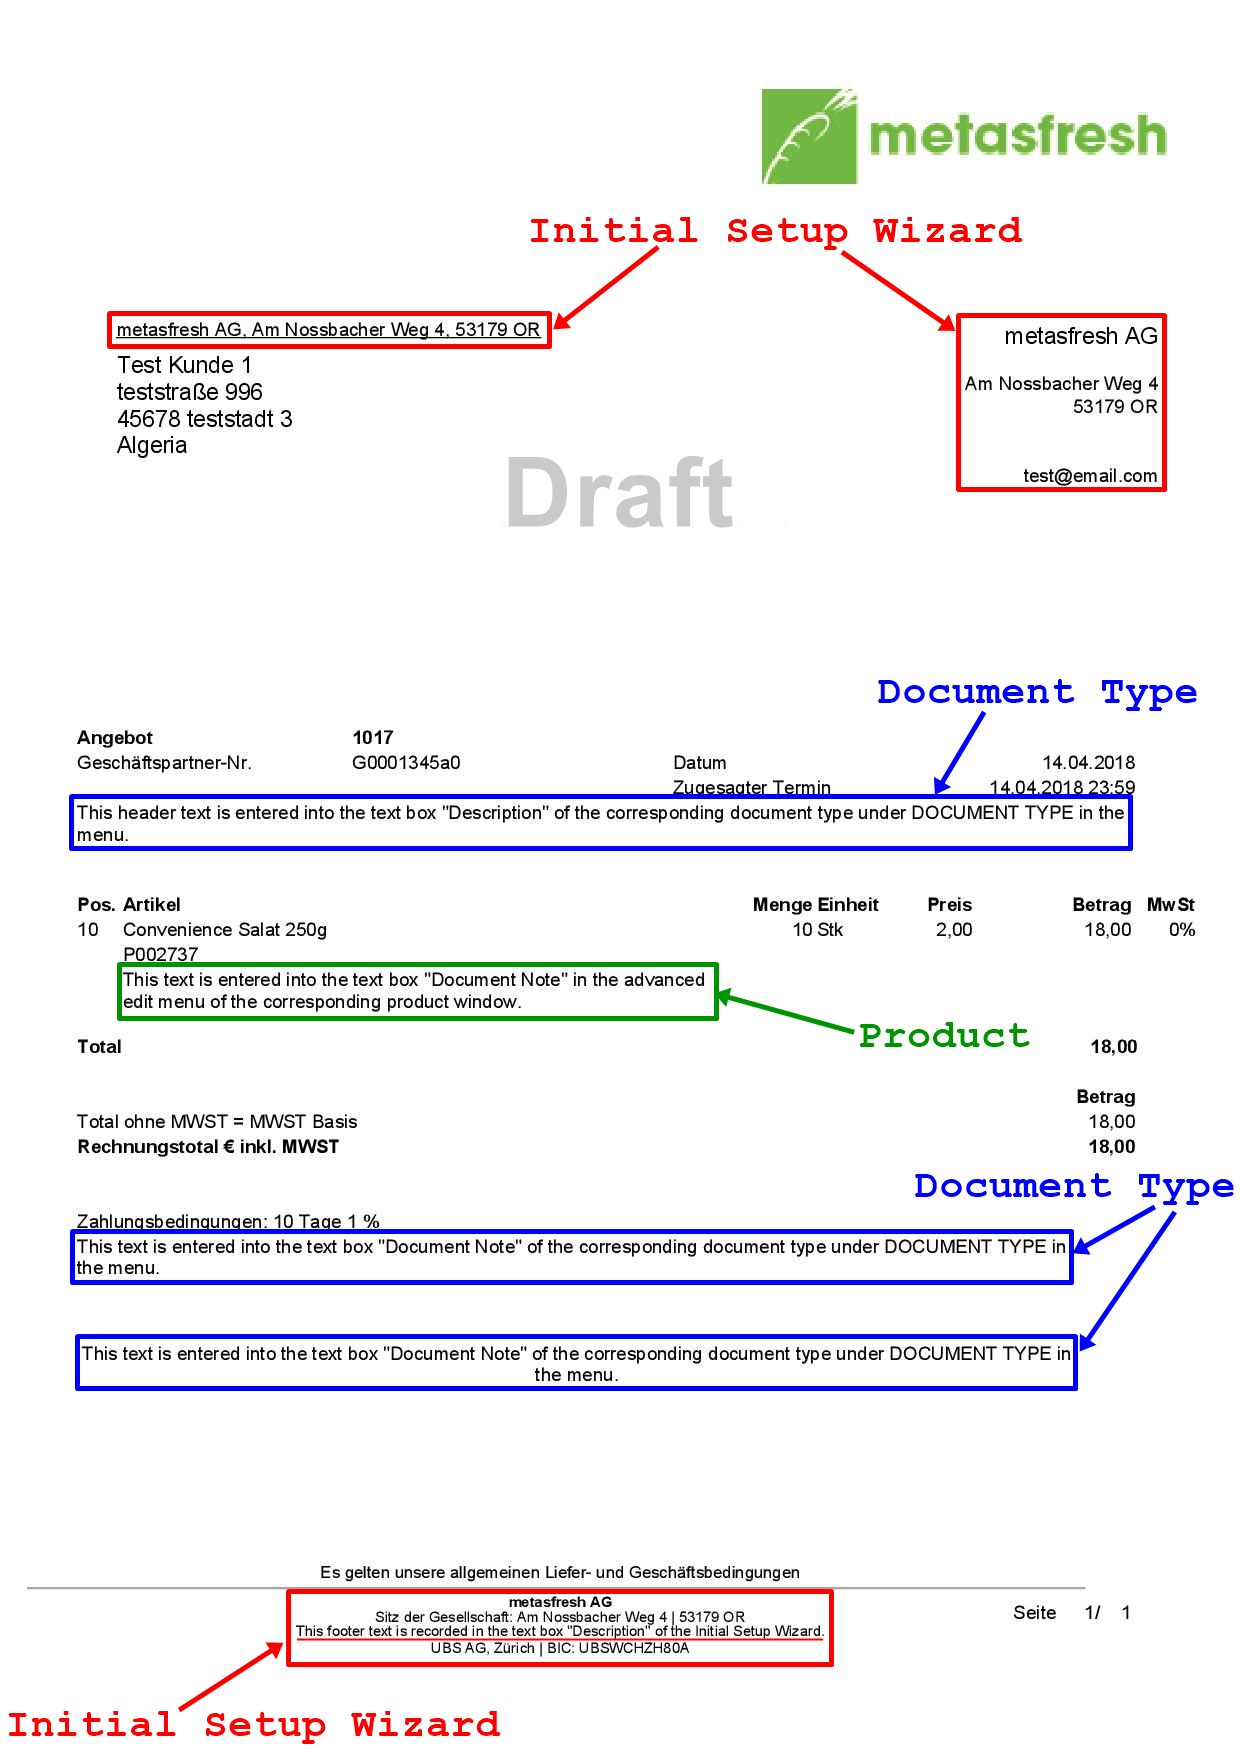 metasfresh
Initial Setup Wizard
metasfresh AG, Am Nossbacher Weg 4, 53179 OR
metasfresh AG
Test Kunde 1
teststraße 996
45678 teststadt 3
Algeria
Am Nossbacher Weg 4
53179 OR
test@email.com
Draft
Document Type
Angebot 1017
Geschäftspartner-Nr. G0001345a0 Datum 14.04.2018
Zugesagter Termin 14.04.2018 23:59
This header text is entered into the text box "Description" of the corresponding document type under DOCUMENT TYPE in the
menu.
Pos. Artikel Menge Einheit Preis Betrag MwSt
10 Convenience Salat 250g 10 Stk 2,00 18,00 0%
P002737
This text is entered into the text box "Document Note" in the advanced
edit menu of the corresponding product window.
Product
Total 18,00
Betrag
Total ohne MWST = MWST Basis 18,00
Rechnungstotal € inkl. MWST 18,00
Document Type
Zahlungsbedingungen: 10 Tage 1 %
This text is entered into the text box "Document Note" of the corresponding document type under DOCUMENT TYPE in
the menu.
This text is entered into the text box "Document Note" of the corresponding document type under DOCUMENT TYPE in
the menu.
Es gelten unsere allgemeinen Liefer- und Geschäftsbedingungen
metasfresh AG
Sitz der Gesellschaft: Am Nossbacher Weg 4 | 53179 OR
This footer text is recorded in the text box "Description" of the Initial Setup Wizard.
UBS AG, Zürich | BIC: UBSWCHZH80A
Seite 1/ 1
Initial Setup Wizard